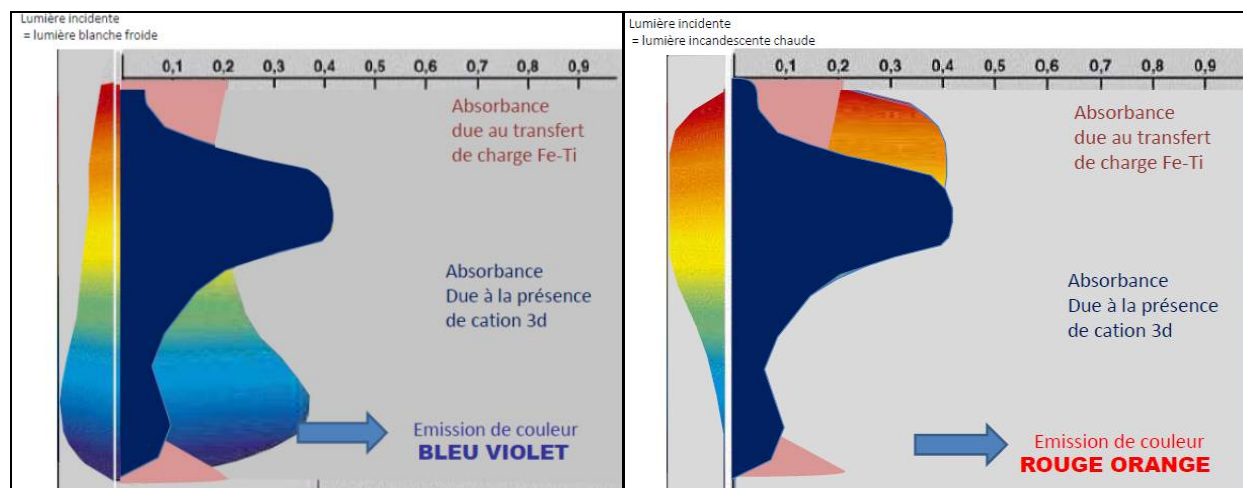 Lumière incidente
= lumière blanche froide
0,1 0,2 0,3 0,4 0,5 0,6 0,7 0,8 0,9
Absorbance
due au transfert
de charge Fe-Ti
Absorbance
Due à la présence
de cation 3d
Emission de couleur
BLEU VIOLET
Lumière incidente
= lumière incandescente chaude
0,1 0,2 0,3 0,4 0,5 0,6 0,7 0,8 0,9
Absorbance
due au transfert
de charge Fe-Ti
Absorbance
Due à la présence
de cation 3d
Emission de couleur
ROUGE ORANGE